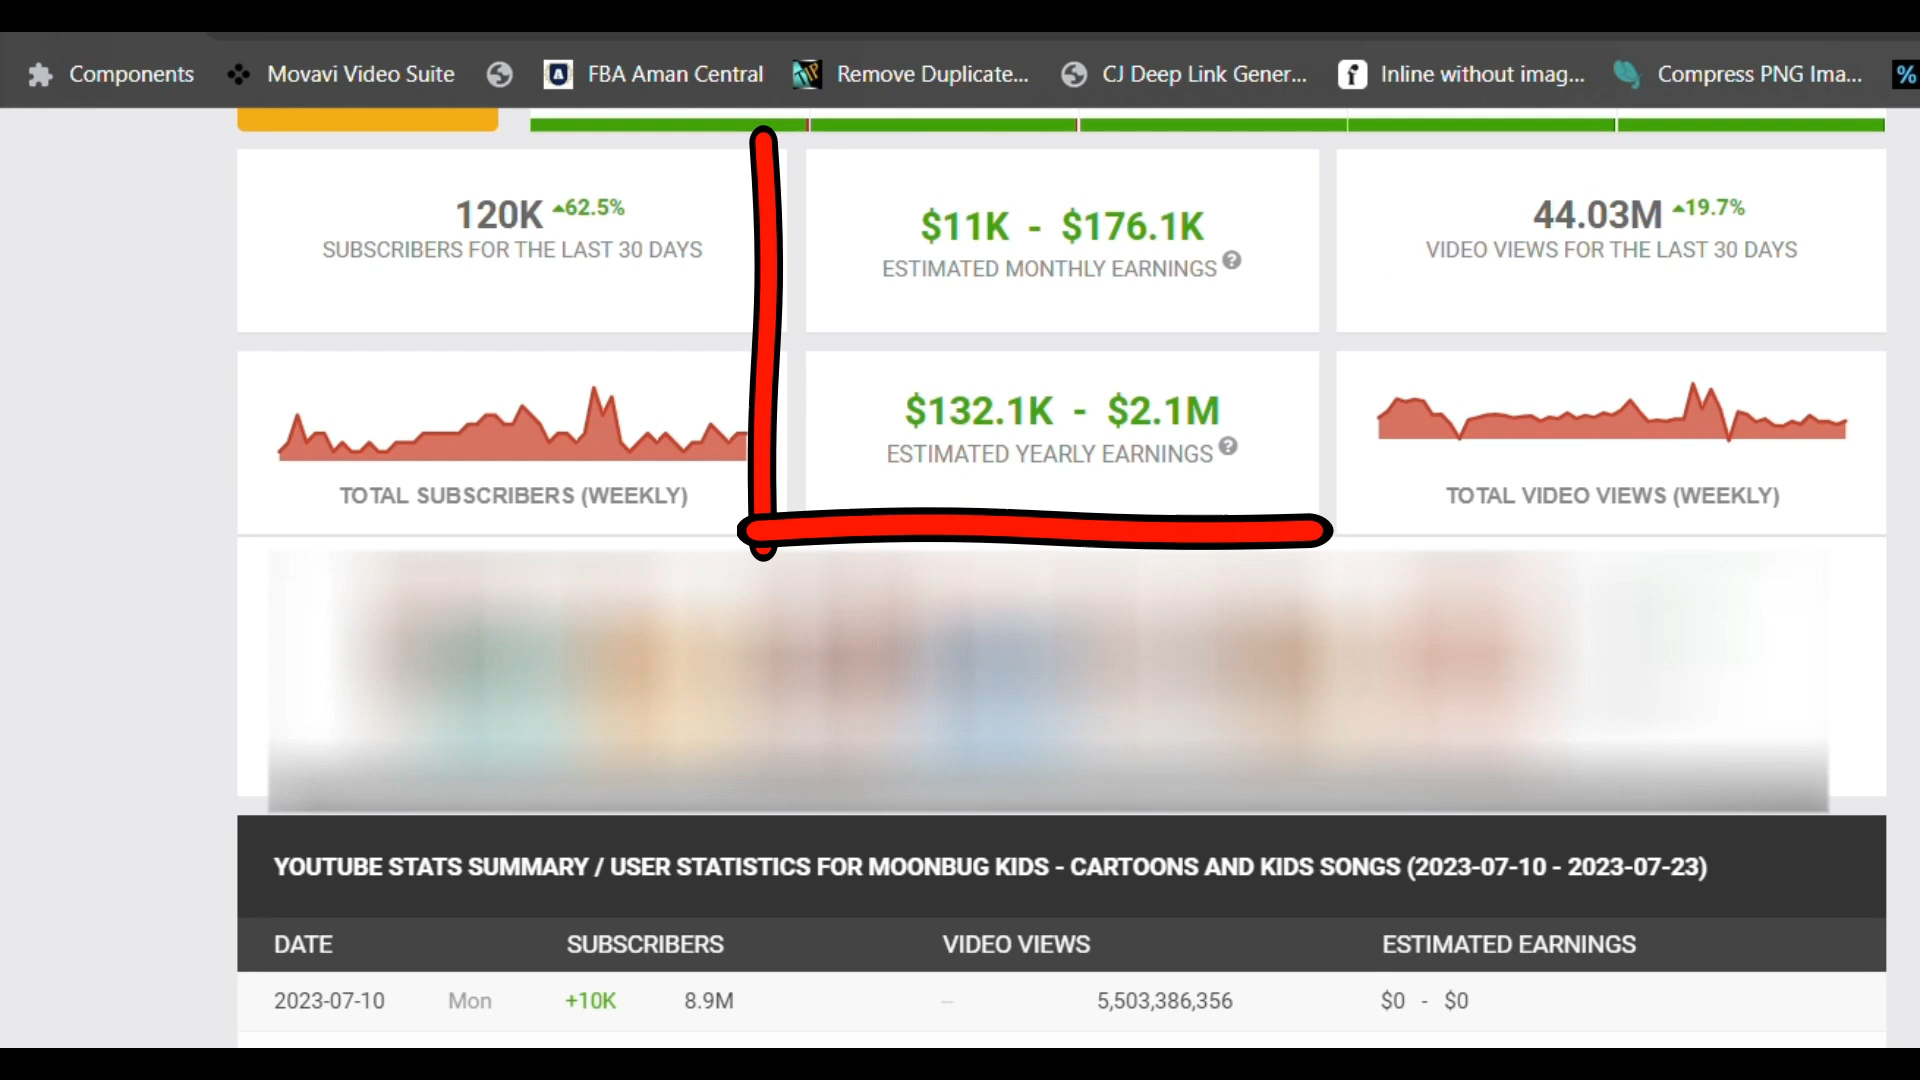 Components Movavi Video Suite FBA Aman Central Remove Duplicate... CJ Deep Link Gener... Inline without imag... Compress PNG Ima... %
120K 62.5%
SUBSCRIBERS FOR THE LAST 30 DAYS
$11K - $176.1K
ESTIMATED MONTHLY EARNINGS ?
44.03M 19.7%
VIDEO VIEWS FOR THE LAST 30 DAYS
TOTAL SUBSCRIBERS (WEEKLY)
$132.1K - $2.1M
ESTIMATED YEARLY EARNINGS ?
TOTAL VIDEO VIEWS (WEEKLY)
YOUTUBE STATS SUMMARY / USER STATISTICS FOR MOONBUG KIDS - CARTOONS AND KIDS SONGS (2023-07-10 - 2023-07-23)
DATE SUBSCRIBERS VIDEO VIEWS ESTIMATED EARNINGS
2023-07-10 Mon +10K 8.9M -- 5,503,386,356 $0 - $0